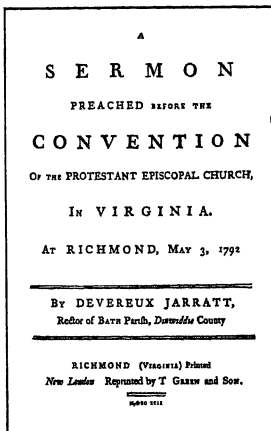 A
SERMON
PREACHED BEFORE THE
CONVENTION
OF THE PROTESTANT EPISCOPAL CHURCH,
IN VIRGINIA.
AT RICHMOND, MAY 3, 1792
BY DEVEREUX JARRATT,
Rector of BATH Parish, Dinwiddie County
RICHMOND (VIRGINIA) Printed
New London Reprinted by T GREEN and SON.